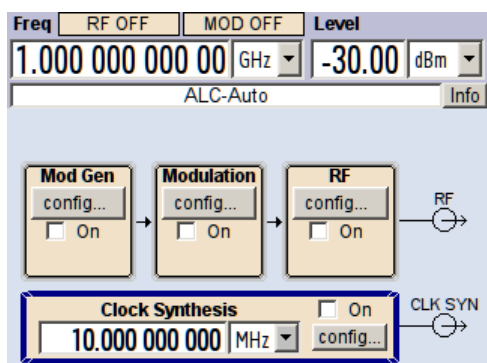 Freq RF OFF MOD OFF Level
1.000 000 000 00 GHz -30.00 dBm
ALC-Auto Info
Mod Gen Modulation RF
config... config... config... RF
On On On
Clock Synthesis On CLK SYN
10.000 000 000 MHz config...